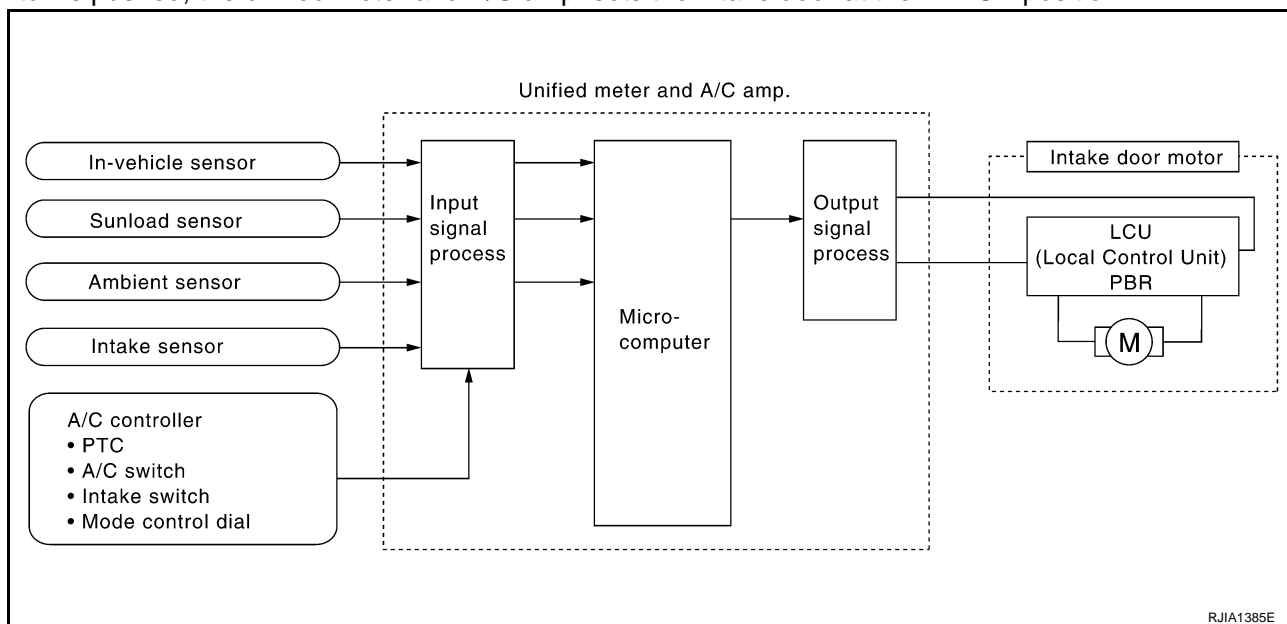 Unified meter and A/C amp.
In-vehicle sensor
Sunload sensor
Ambient sensor
Intake sensor
A/C controller
• PTC
• A/C switch
• Intake switch
• Mode control dial
Input
signal
process
Micro-
computer
Output
signal
process
Intake door motor
LCU
(Local Control Unit)
PBR
M
RJIA1385E